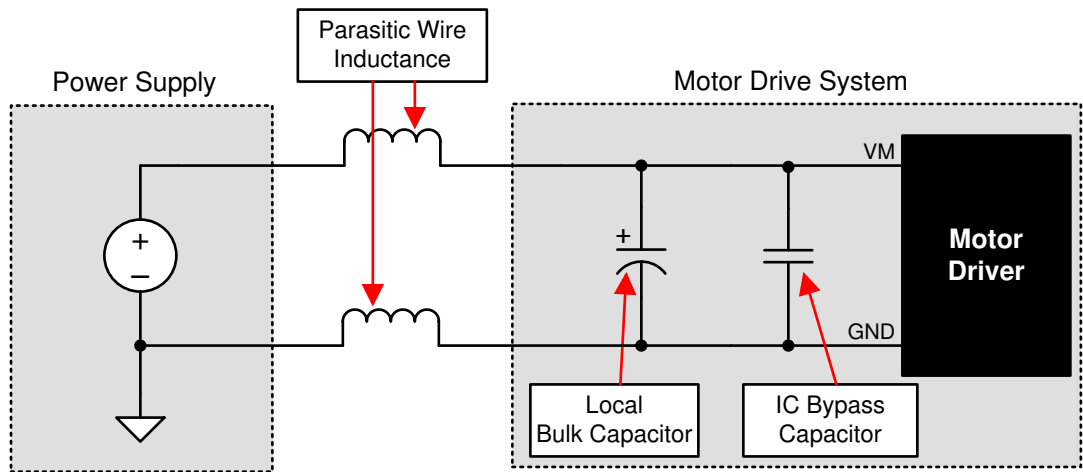 Parasitic Wire
Inductance
Power Supply
Motor Drive System
VM
+
–
+
Motor
Driver
GND
Local
Bulk Capacitor
IC Bypass
Capacitor